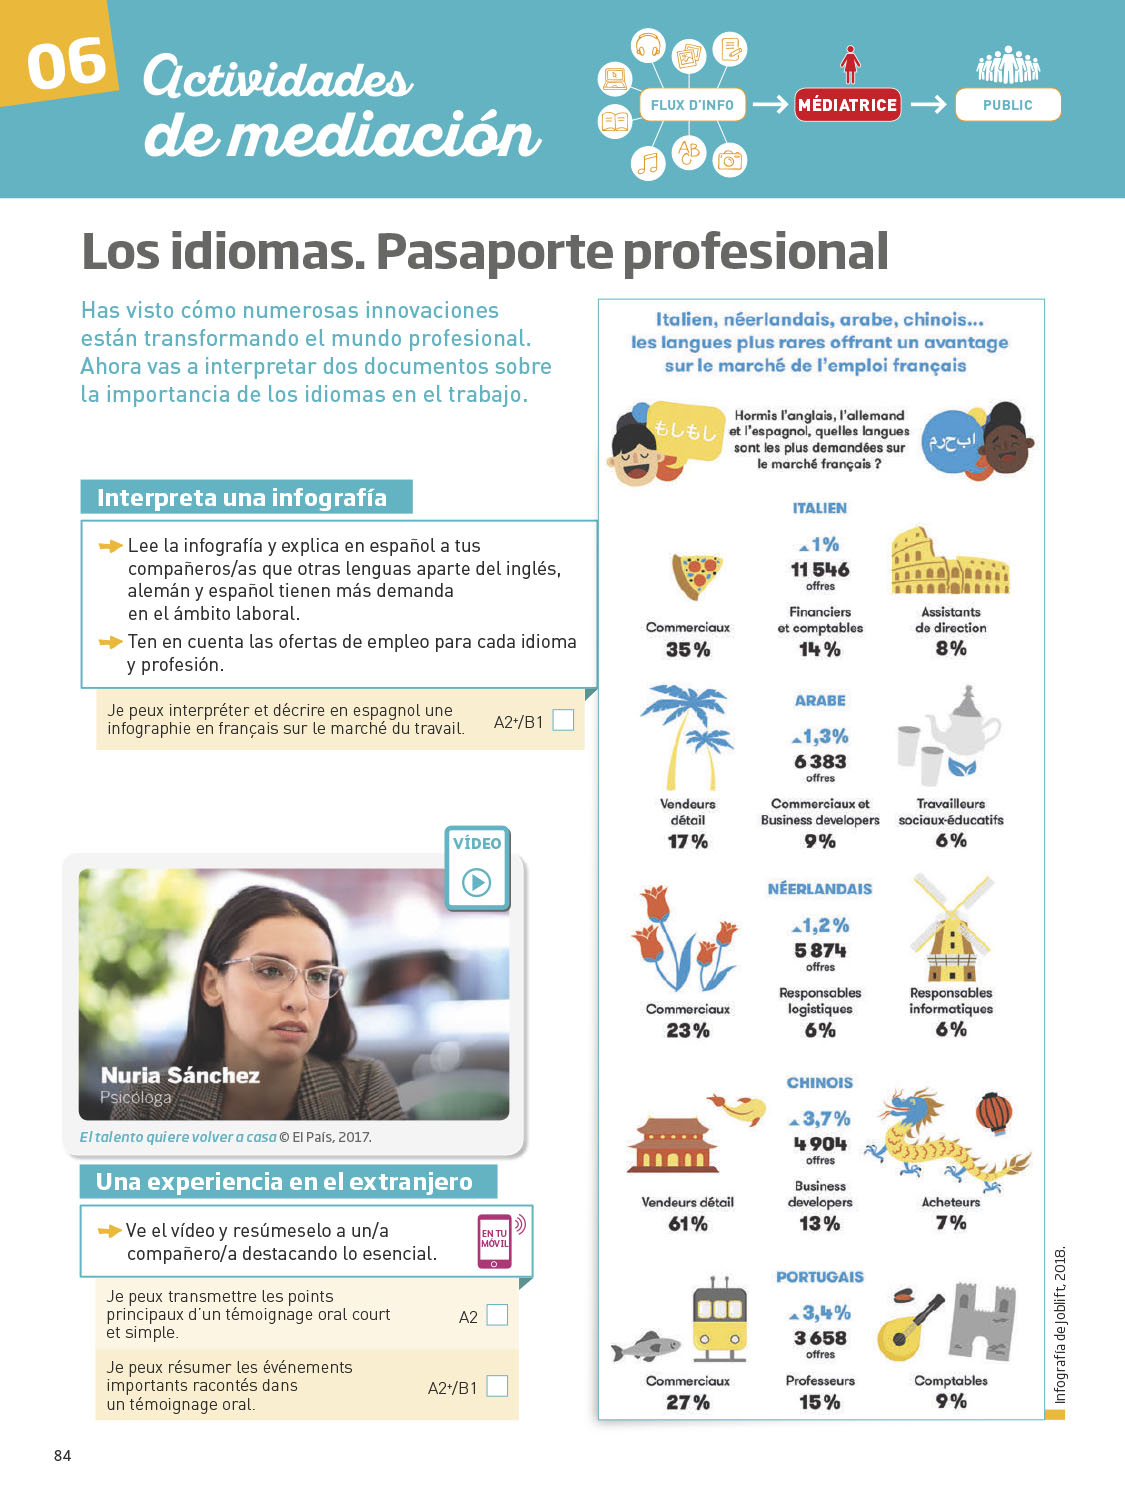 06
Actividades
de mediación
FLUX D'INFO
ABC
MÉDIATRICE
PUBLIC
Los idiomas. Pasaporte profesional
Has visto cómo numerosas innovaciones
están transformando el mundo profesional.
Ahora vas a interpretar dos documentos sobre
la importancia de los idiomas en el trabajo.
Interpreta una infografía
Lee la infografía y explica en español a tus
compañeros/as que otras lenguas aparte del inglés,
alemán y español tienen más demanda
en el ámbito laboral.
Ten en cuenta las ofertas de empleo para cada idioma
y profesión.
Je peux interpréter et décrire en espagnol une
infographie en français sur le marché du travail.
A2+/B1
VÍDEO
Nuria Sánchez
Psicóloga
El talento quiere volver a casa © El País, 2017.
Una experiencia en el extranjero
Ve el vídeo y resúmeselo a un/a
compañero/a destacando lo esencial.
EN TU
MÓVIL
Je peux transmettre les points
principaux d'un témoignage oral court
et simple.
A2
Je peux résumer les événements
importants racontés dans
un témoignage oral.
A2+/B1
84
Italien, néerlandais, arabe, chinois...
les langues plus rares offrant un avantage
sur le marché de l'emploi français
もしもし
Hormis l'anglais, l'allemand
et l'espagnol, quelles langues
sont les plus demandées sur
le marché français ?
ITALIEN
1%
11 546
offres
Commerciaux
35%
Financiers
et comptables
14%
Assistants
de direction
8%
ARABE
1,3%
6 383
offres
Vendeurs
détail
17%
Commerciaux et
Business developers
9%
Travailleurs
sociaux-éducatifs
6%
NÉERLANDAIS
1,2%
5 874
offres
Commerciaux
23%
Responsables
logistiques
6%
Responsables
informatiques
6%
CHINOIS
3,7%
4 904
offres
Vendeurs détail
61%
Business
developers
13%
Acheteurs
7%
PORTUGAIS
3,4%
3 658
offres
Commerciaux
27%
Professeurs
15%
Comptables
9%
Infografía de Joblift, 2018.